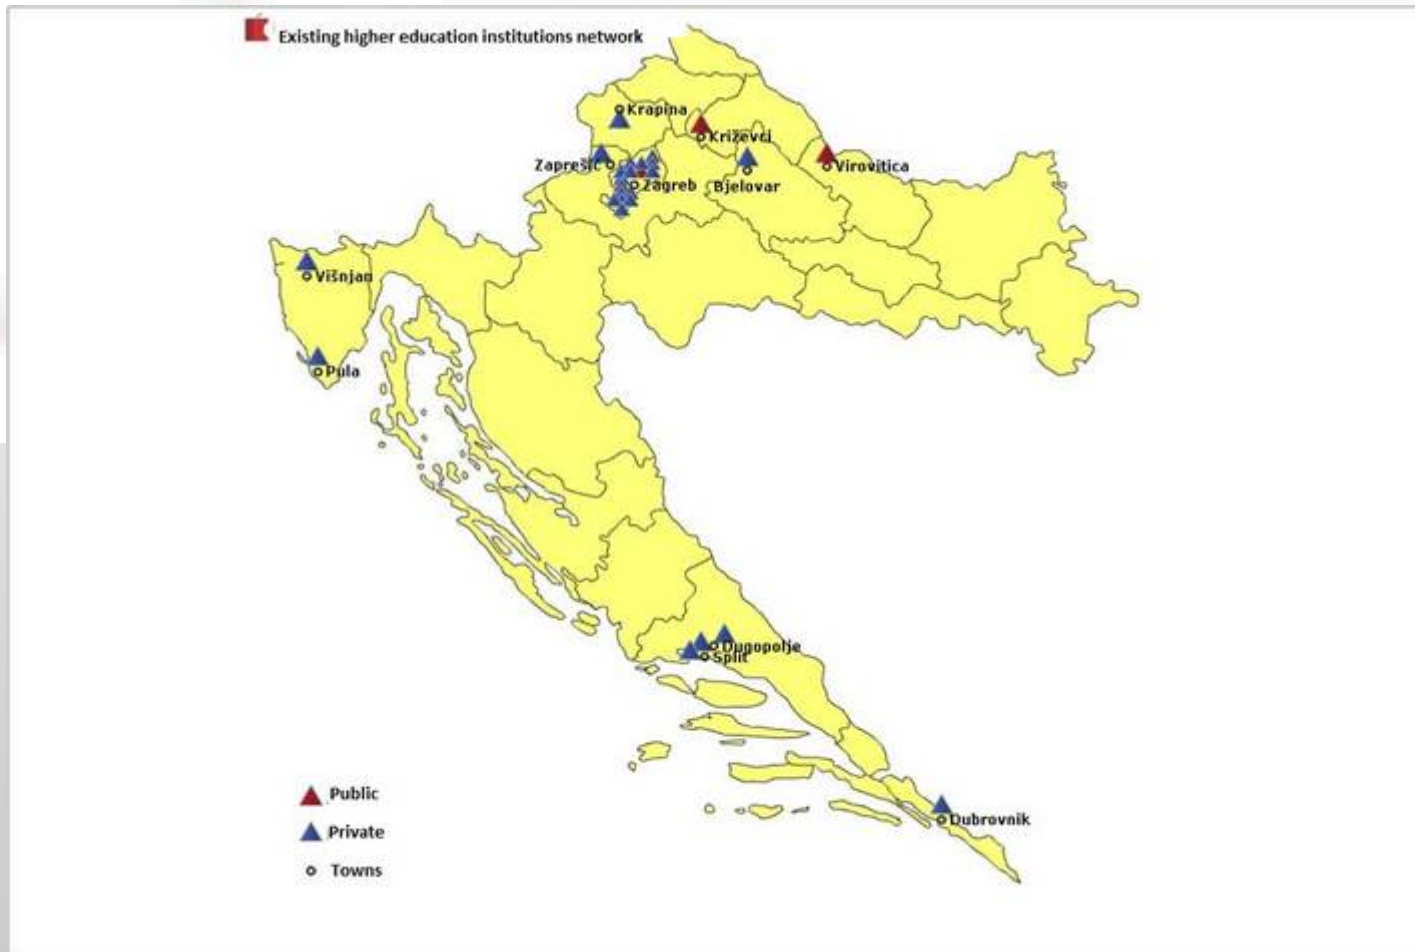 Existing higher education institutions network
Krapina
Križevci
Zaprešić
Virovitica
Zagreb
Bjelovar
Višnjan
Pula
Dugopolje
Split
Dubrovnik
Public
Private
Towns